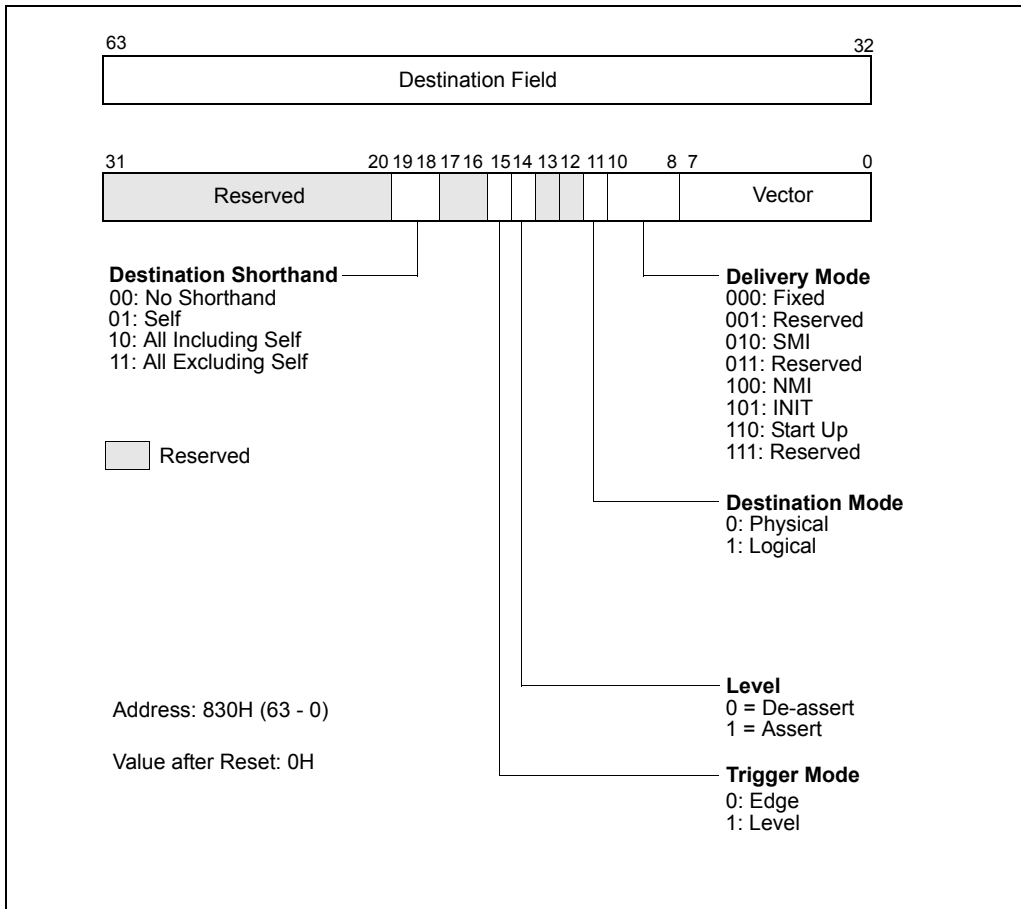 63 32
Destination Field
31 20 19 18 17 16 15 14 13 12 11 10 8 7 0
Reserved Vector
Destination Shorthand
00: No Shorthand
01: Self
10: All Including Self
11: All Excluding Self
Reserved
Delivery Mode
000: Fixed
001: Reserved
010: SMI
011: Reserved
100: NMI
101: INIT
110: Start Up
111: Reserved
Destination Mode
0: Physical
1: Logical
Address: 830H (63 - 0)
Value after Reset: 0H
Level
0 = De-assert
1 = Assert
Trigger Mode
0: Edge
1: Level